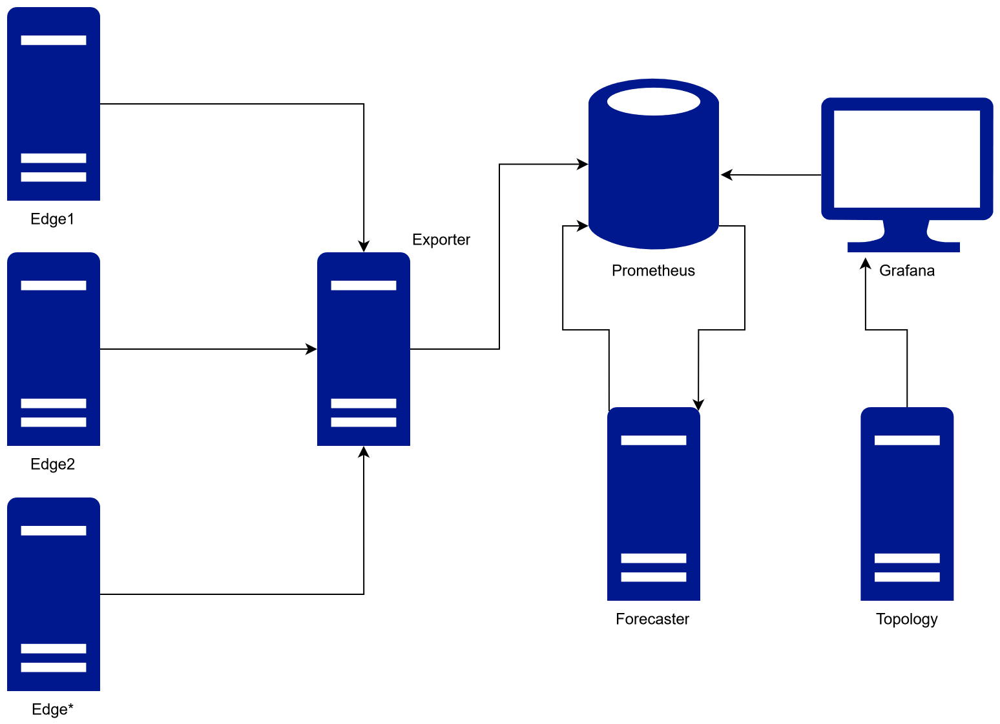 Edge1
Exporter
Prometheus
Grafana
Edge2
Forecaster
Topology
Edge*